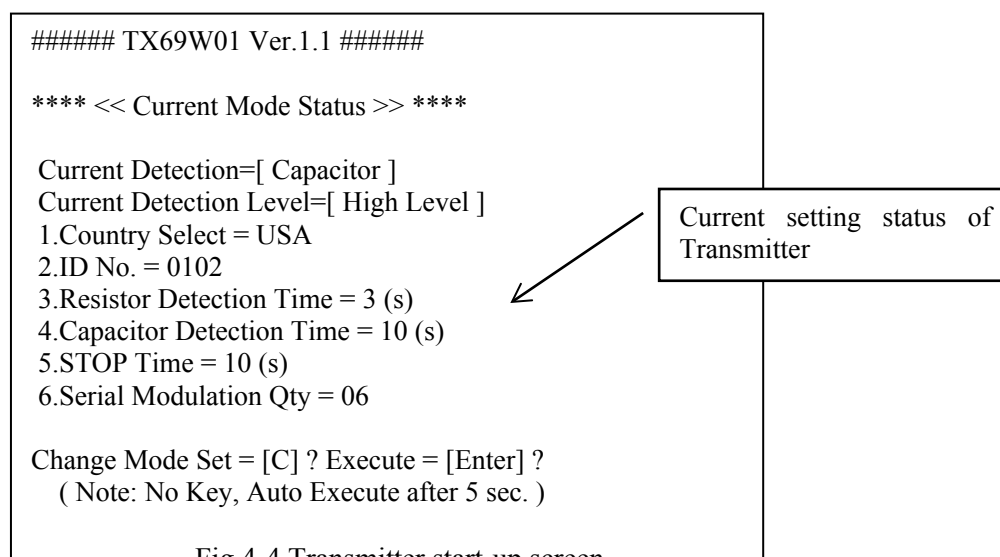 ###### TX69W01 Ver.1.1 ######
**** << Current Mode Status >> ****
Current Detection=[ Capacitor ]
Current Detection Level=[ High Level ]
1.Country Select = USA
2.ID No. = 0102
3.Resistor Detection Time = 3 (s)
4.Capacitor Detection Time = 10 (s)
5.STOP Time = 10 (s)
6.Serial Modulation Qty = 06
Change Mode Set = [C] ? Execute = [Enter] ?
( Note: No Key, Auto Execute after 5 sec. )
Fig 4-4 Transmitter start-up screen
Current setting status of
Transmitter